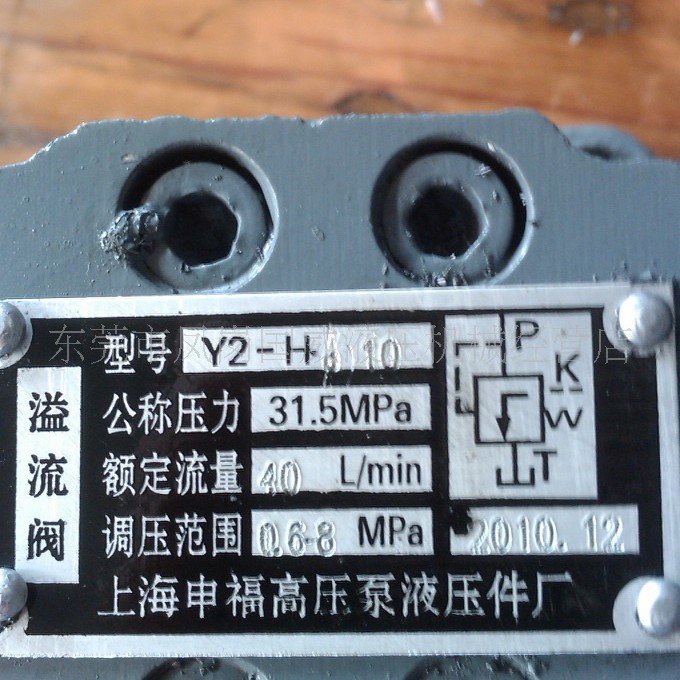 溢流阀
型号 Y2-H 10
公称压力 31.5MPa
额定流量 40 L/min
调压范围 0.6-8 MPa
2010.12
上海申福高压泵液压件厂
P
K
W
T